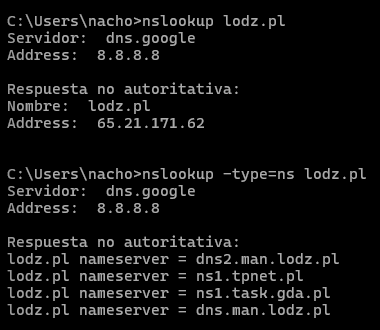 C:\Users\nacho>nslookup lodz.pl
Servidor:  dns.google
Address:  8.8.8.8

Respuesta no autoritativa:
Nombre:  lodz.pl
Address:  65.21.171.62

C:\Users\nacho>nslookup -type=ns lodz.pl
Servidor:  dns.google
Address:  8.8.8.8

Respuesta no autoritativa:
lodz.pl nameserver = dns2.man.lodz.pl
lodz.pl nameserver = ns1.tpnet.pl
lodz.pl nameserver = ns1.task.gda.pl
lodz.pl nameserver = dns.man.lodz.pl